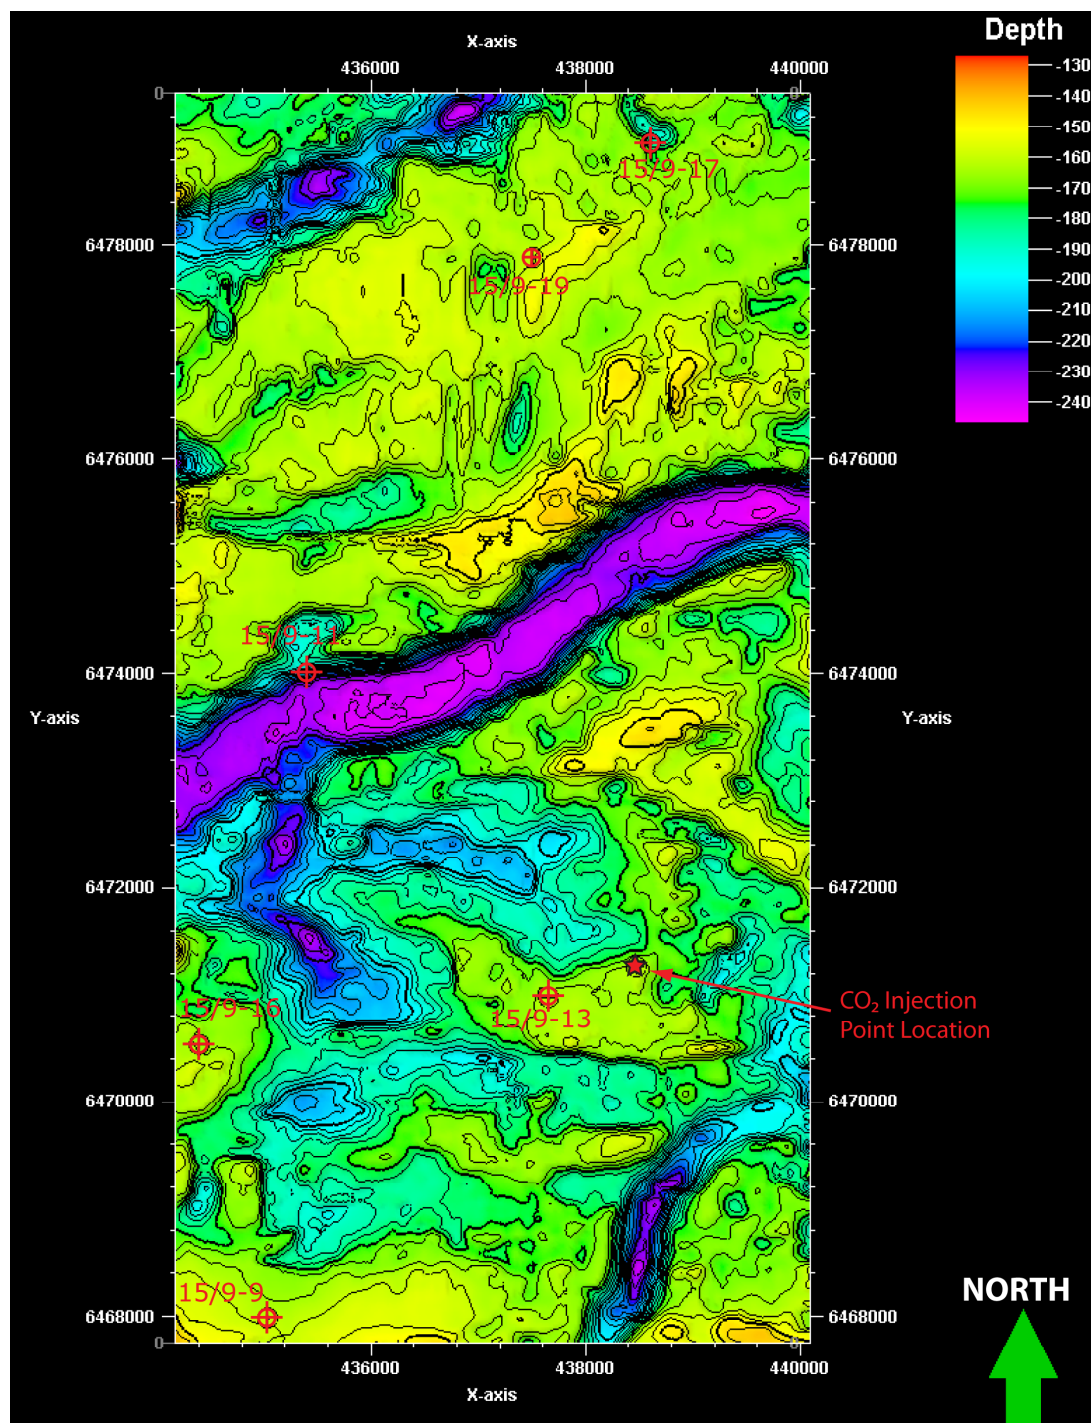 Depth
X-axis
436000 438000 440000
-130
-140
-150
-160
-170
-180
-190
-200
-210
-220
-230
-240
0 0
15/9-17
6478000 6478000
15/9-19
6476000 6476000
15/9-11
6474000 6474000
Y-axis Y-axis
6472000 6472000
CO₂ Injection
Point Location
15/9-16
15/9-13
6470000 6470000
15/9-9
6468000 6468000
0 0
436000 438000 440000
X-axis
NORTH